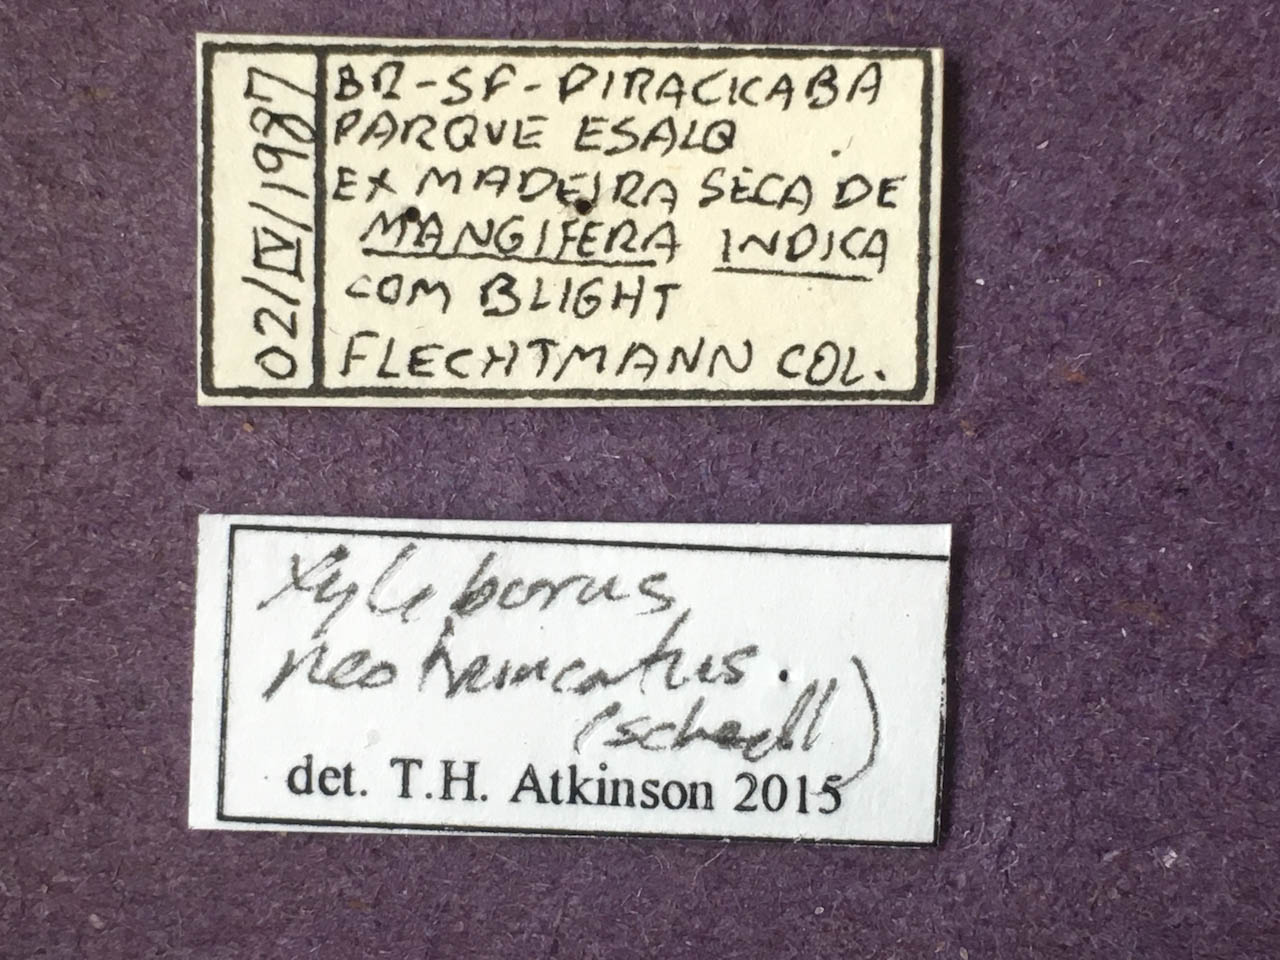 02/IV/1987
BR-SP-PIRACICABA
PARQUE ESALQ
EX MADEIRA SECA DE
MANGIFERA INDICA
COM BLIGHT
FLECHTMANN COL.
Xyleborus
neotruncatus.
(Schedl)
det. T.H. Atkinson 2015